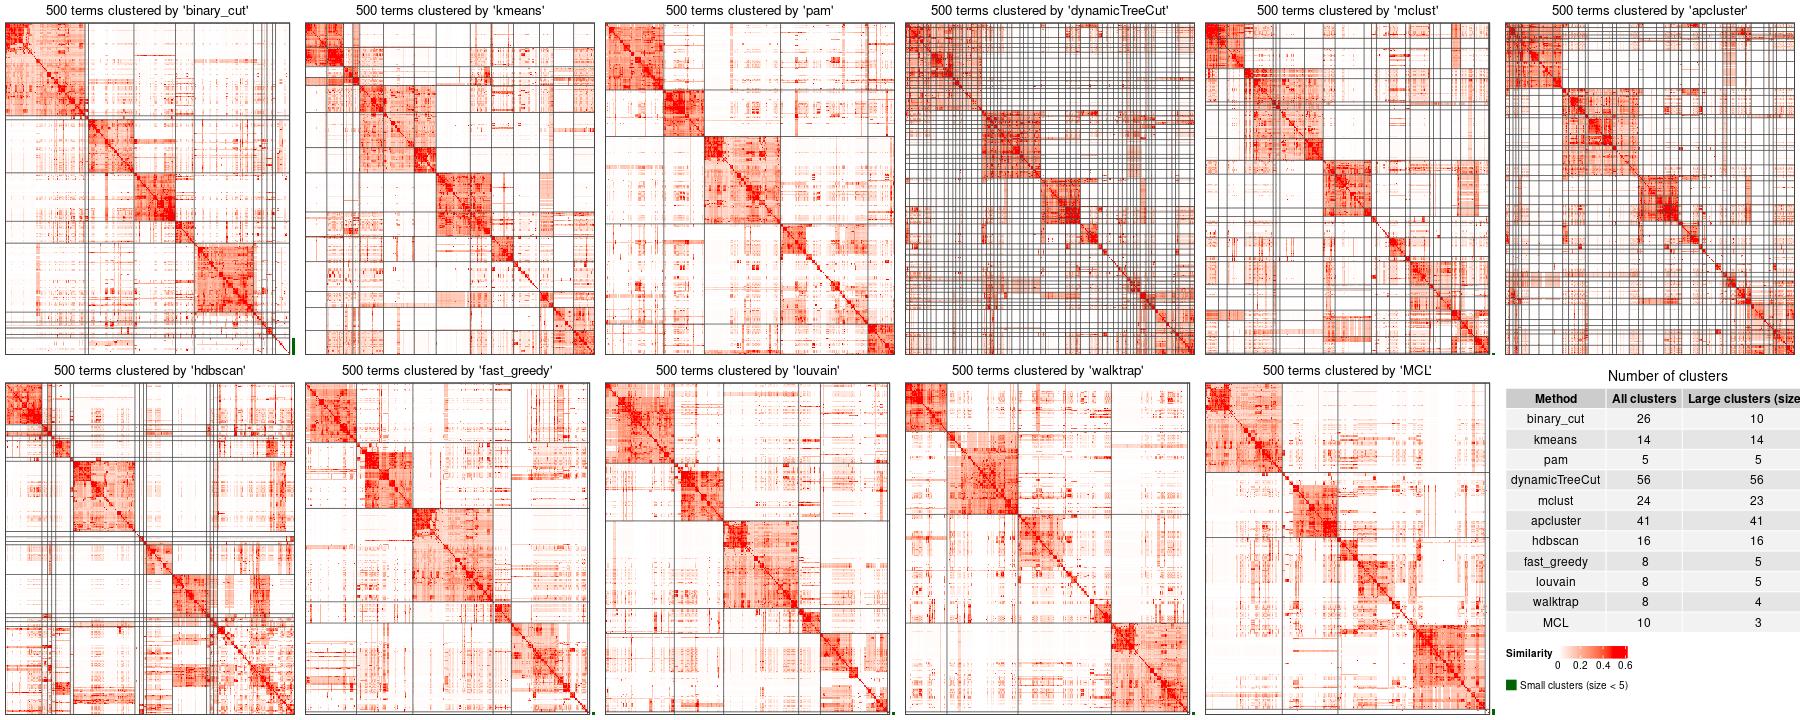 500 terms clustered by 'binary_cut'
500 terms clustered by 'kmeans'
500 terms clustered by 'pam'
500 terms clustered by 'dynamicTreeCut'
500 terms clustered by 'mclust'
500 terms clustered by 'apcluster'
500 terms clustered by 'hdbscan'
500 terms clustered by 'fast_greedy'
500 terms clustered by 'louvain'
500 terms clustered by 'walktrap'
500 terms clustered by 'MCL'
Number of clusters
Method All clusters Large clusters (size
binary_cut 26 10
kmeans 14 14
pam 5 5
dynamicTreeCut 56 56
mclust 24 23
apcluster 41 41
hdbscan 16 16
fast_greedy 8 5
louvain 8 5
walktrap 8 4
MCL 10 3
Similarity
0 0.2 0.4 0.6
Small clusters (size < 5)